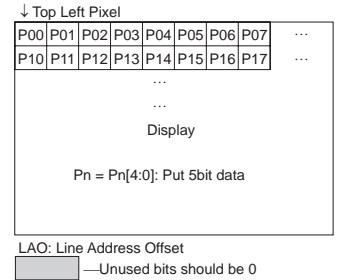 ↓Top Left Pixel
P00 P01 P02 P03 P04 P05 P06 P07 …
P10 P11 P12 P13 P14 P15 P16 P17 …
…
…
Display
Pn = Pn[4:0]: Put 5bit data
LAO: Line Address Offset
—Unused bits should be 0